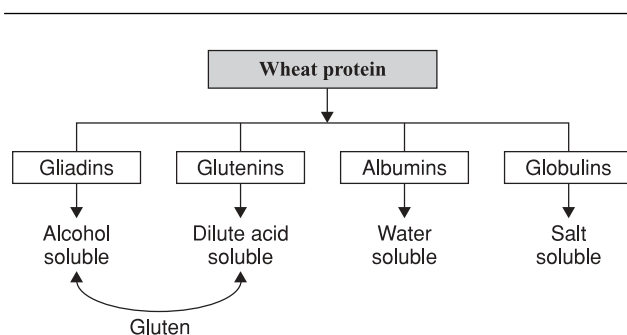 Wheat protein
Gliadins
Glutenins
Albumins
Globulins
Alcohol
soluble
Dilute acid
soluble
Water
soluble
Salt
soluble
Gluten